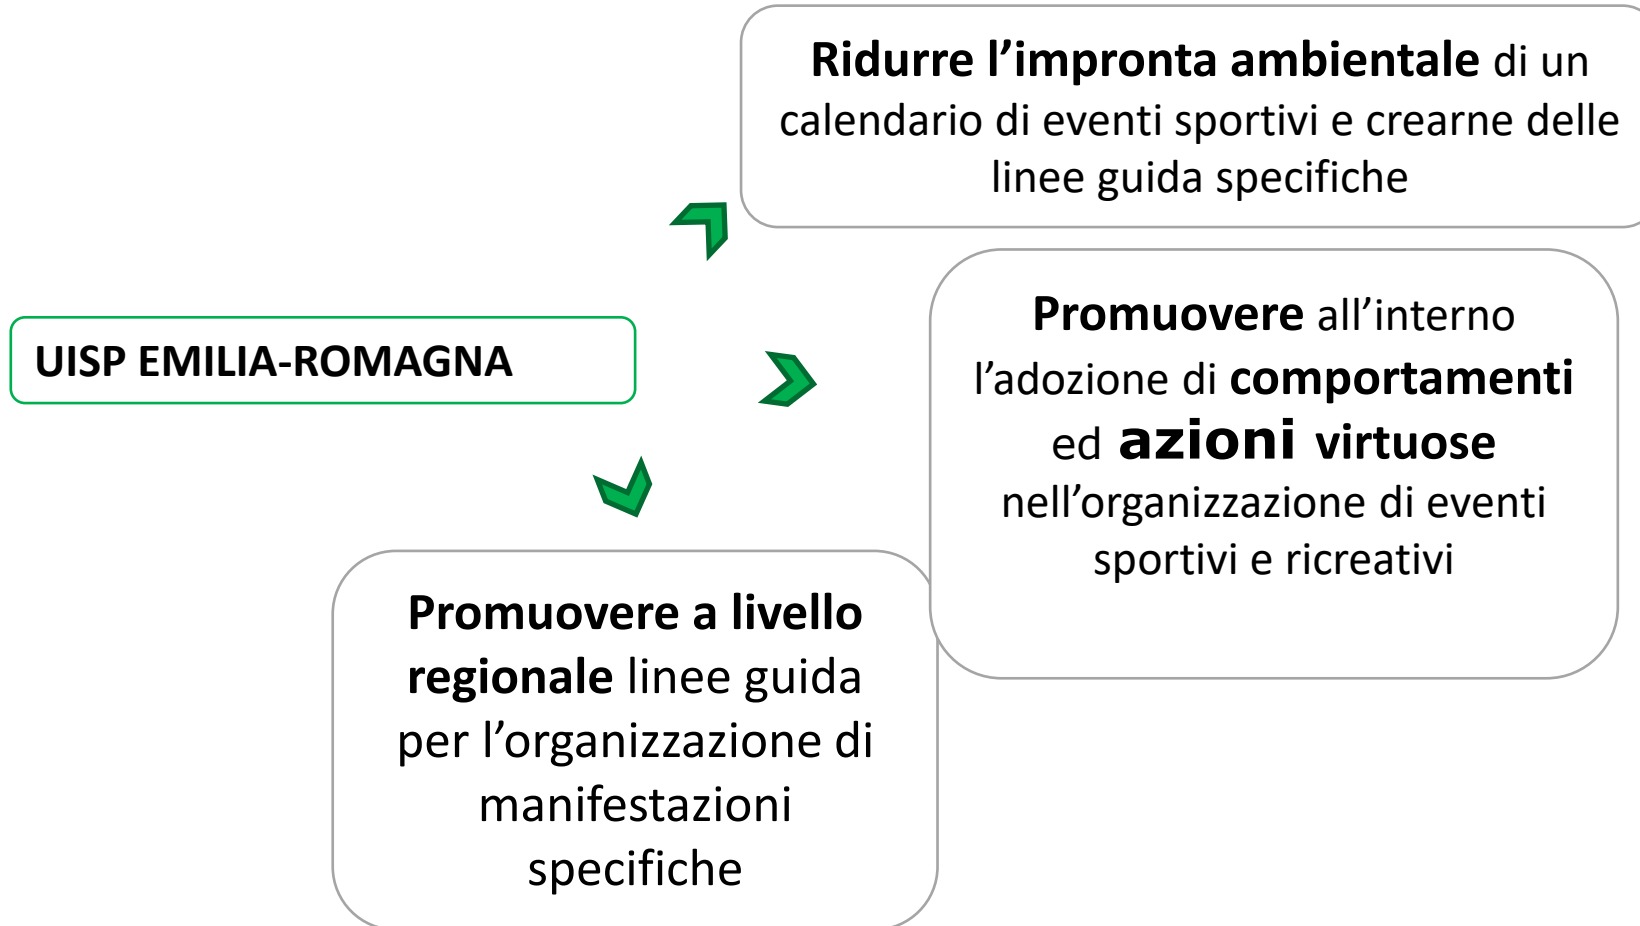 UISP EMILIA-ROMAGNA
Ridurre l’impronta ambientale di un
calendario di eventi sportivi e crearne delle
linee guida specifiche
Promuovere all’interno
l’adozione di comportamenti
ed azioni virtuose
nell’organizzazione di eventi
sportivi e ricreativi
Promuovere a livello
regionale linee guida
per l’organizzazione di
manifestazioni
specifiche